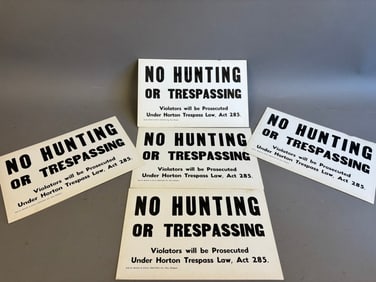 NO HUNTING
OR TRESPASSING
Violators will be Prosecuted
Under Horton Trespass Law, Act 285.
NO HUNTING
OR TRESPASSING
Violators will be Prosecuted
Under Horton Trespass Law, Act 285.
NO HUNTING
OR TRESPASSING
Violators will be Prosecuted
Under Horton Trespass Law, Act 285.
NO HUNTING
OR TRESPASSING
Violators will be Prosecuted
Under Horton Trespass Law, Act 285.
NO HUNTING
OR TRESPASSING
Violators will be Prosecuted
Under Horton Trespass Law, Act 285.